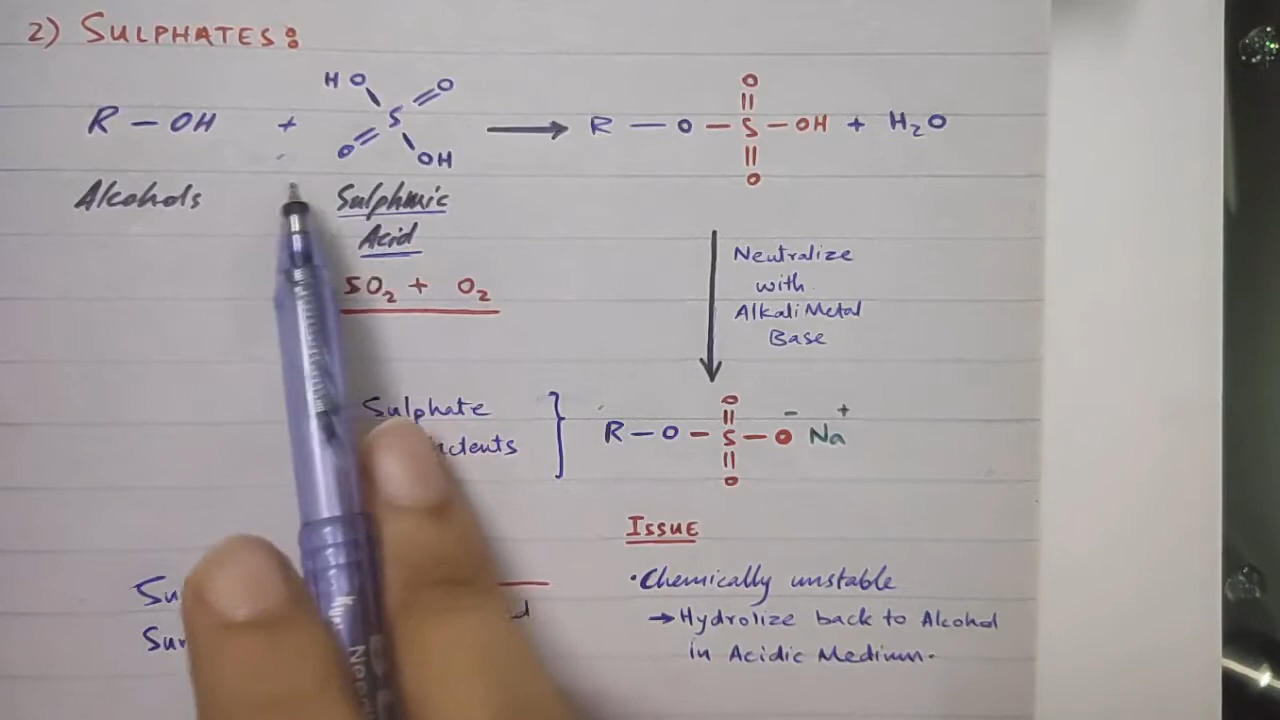 2) SULPHATES:
R — OH + HO S O O OH → R — O — S — OH + H2O
O
O
Alcohols
Sulphuric
Acid
SO2 + O2
Neutralize
with
Alkali Metal
Base
Sulphate
R — O — S — O⁻ Na⁺
O
O
ISSUE
•Chemically unstable
→ Hydrolize back to Alcohol
in Acidic Medium.